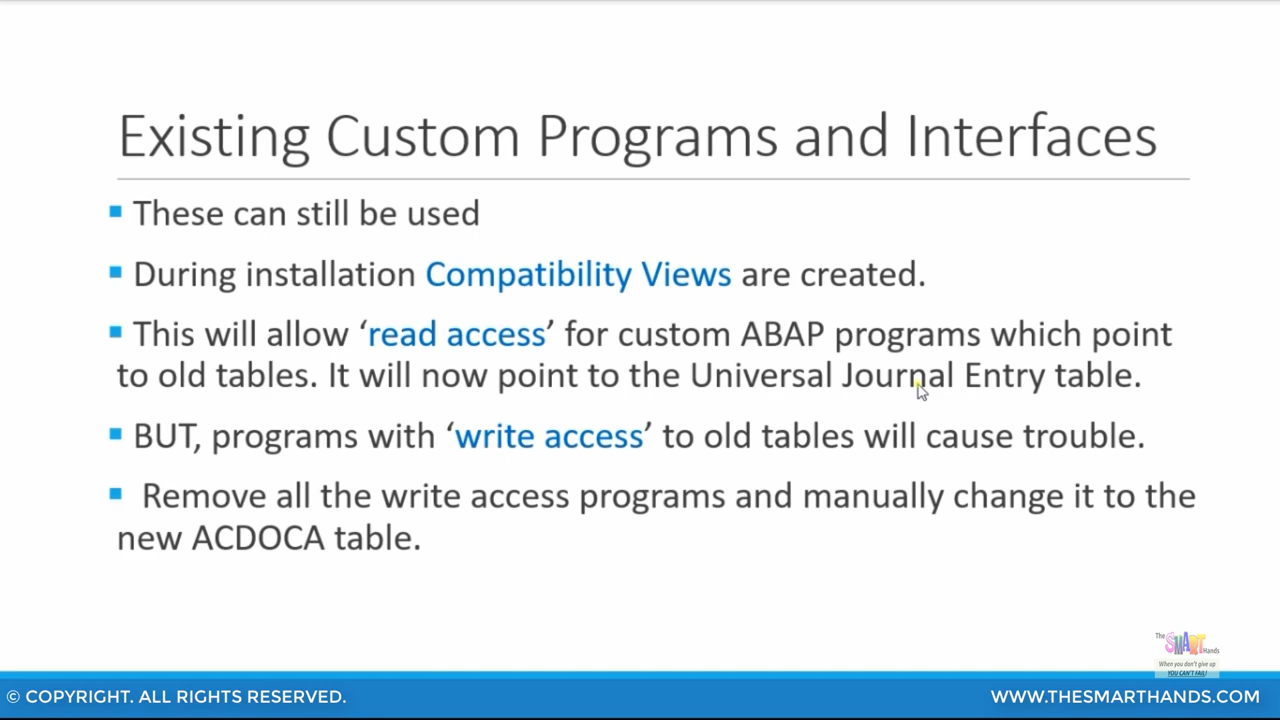 Existing Custom Programs and Interfaces
▪ These can still be used
▪ During installation Compatibility Views are created.
▪ This will allow ‘read access’ for custom ABAP programs which point
to old tables. It will now point to the Universal Journal Entry table.
▪ BUT, programs with ‘write access’ to old tables will cause trouble.
▪ Remove all the write access programs and manually change it to the
new ACDOCA table.
The SMART Hands
When you don't give up
YOU CAN'T FAIL!
© COPYRIGHT. ALL RIGHTS RESERVED.
WWW.THESMARTHANDS.COM